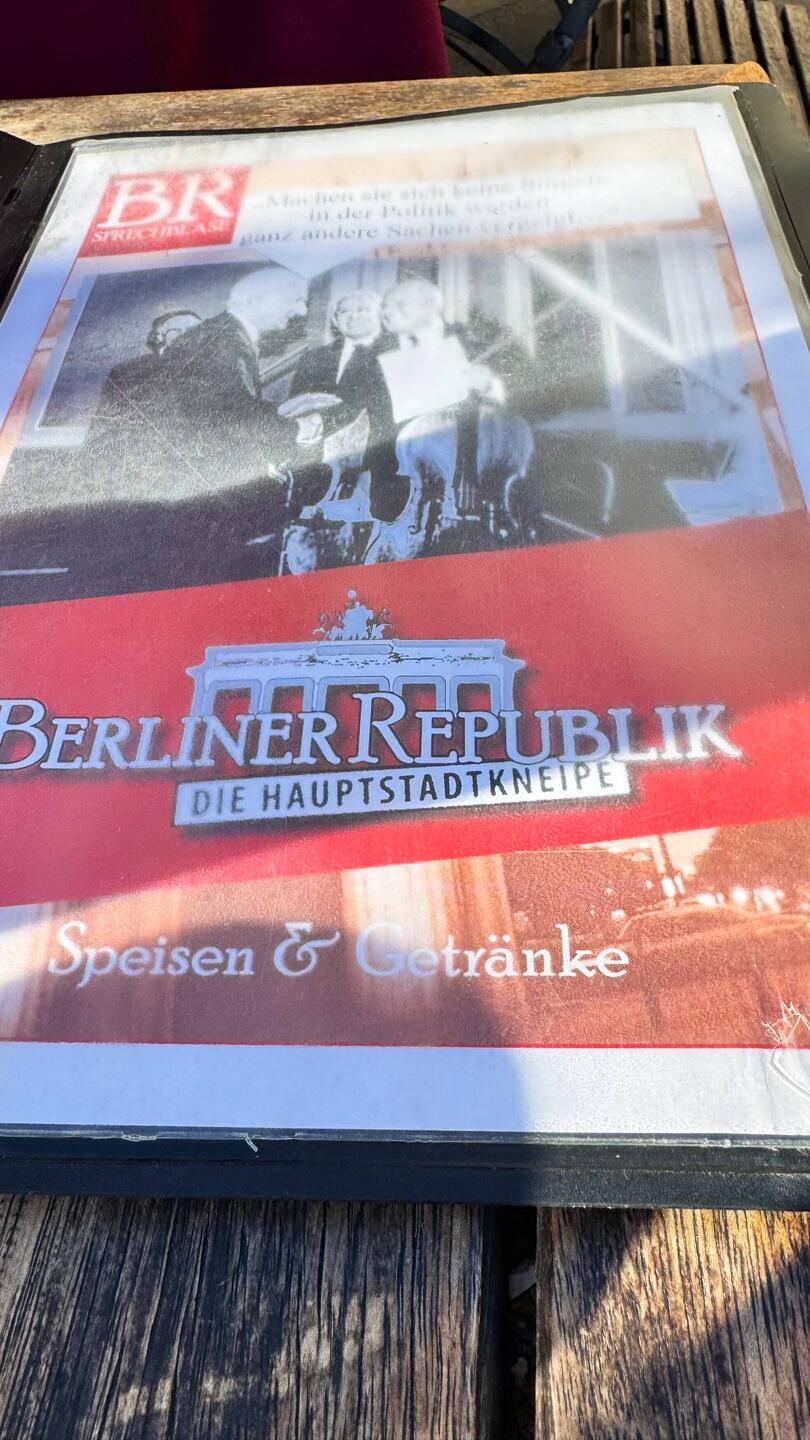 BR
SPRECHBLASE
„Machen sie sich keine Sorgen,
in der Politik werden
ganz andere Sachen
BERLINER REPUBLIK
DIE HAUPTSTADTKNEIPE
Speisen & Getränke